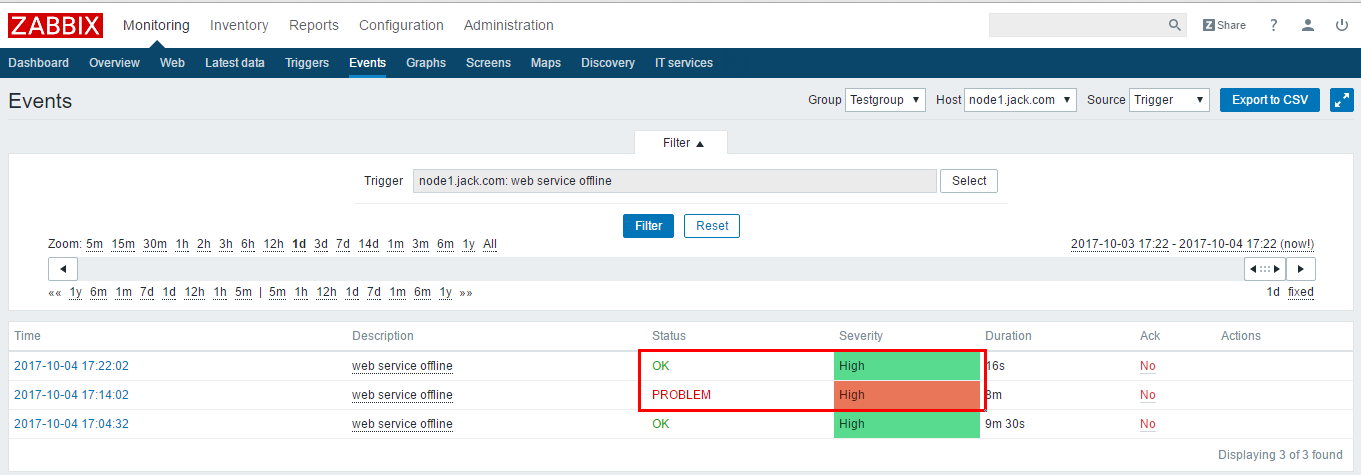 ZABBIX Monitoring Inventory Reports Configuration Administration Z Share ?
Dashboard Overview Web Latest data Triggers Events Graphs Screens Maps Discovery IT services
Events Group Testgroup Host node1.jack.com Source Trigger Export to CSV
Filter
Trigger node1.jack.com: web service offline Select
Filter Reset
Zoom: 5m 15m 30m 1h 2h 3h 6h 12h 1d 3d 7d 14d 1m 3m 6m 1y All 2017-10-03 17:22 - 2017-10-04 17:22 (now!)
«« 1y 6m 1m 7d 1d 12h 1h 5m | 5m 1h 12h 1d 7d 1m 6m 1y »» 1d fixed
Time Description Status Severity Duration Ack Actions
2017-10-04 17:22:02 web service offline OK High 16s No
2017-10-04 17:14:02 web service offline PROBLEM High 8m No
2017-10-04 17:04:32 web service offline OK High 9m 30s No
Displaying 3 of 3 found